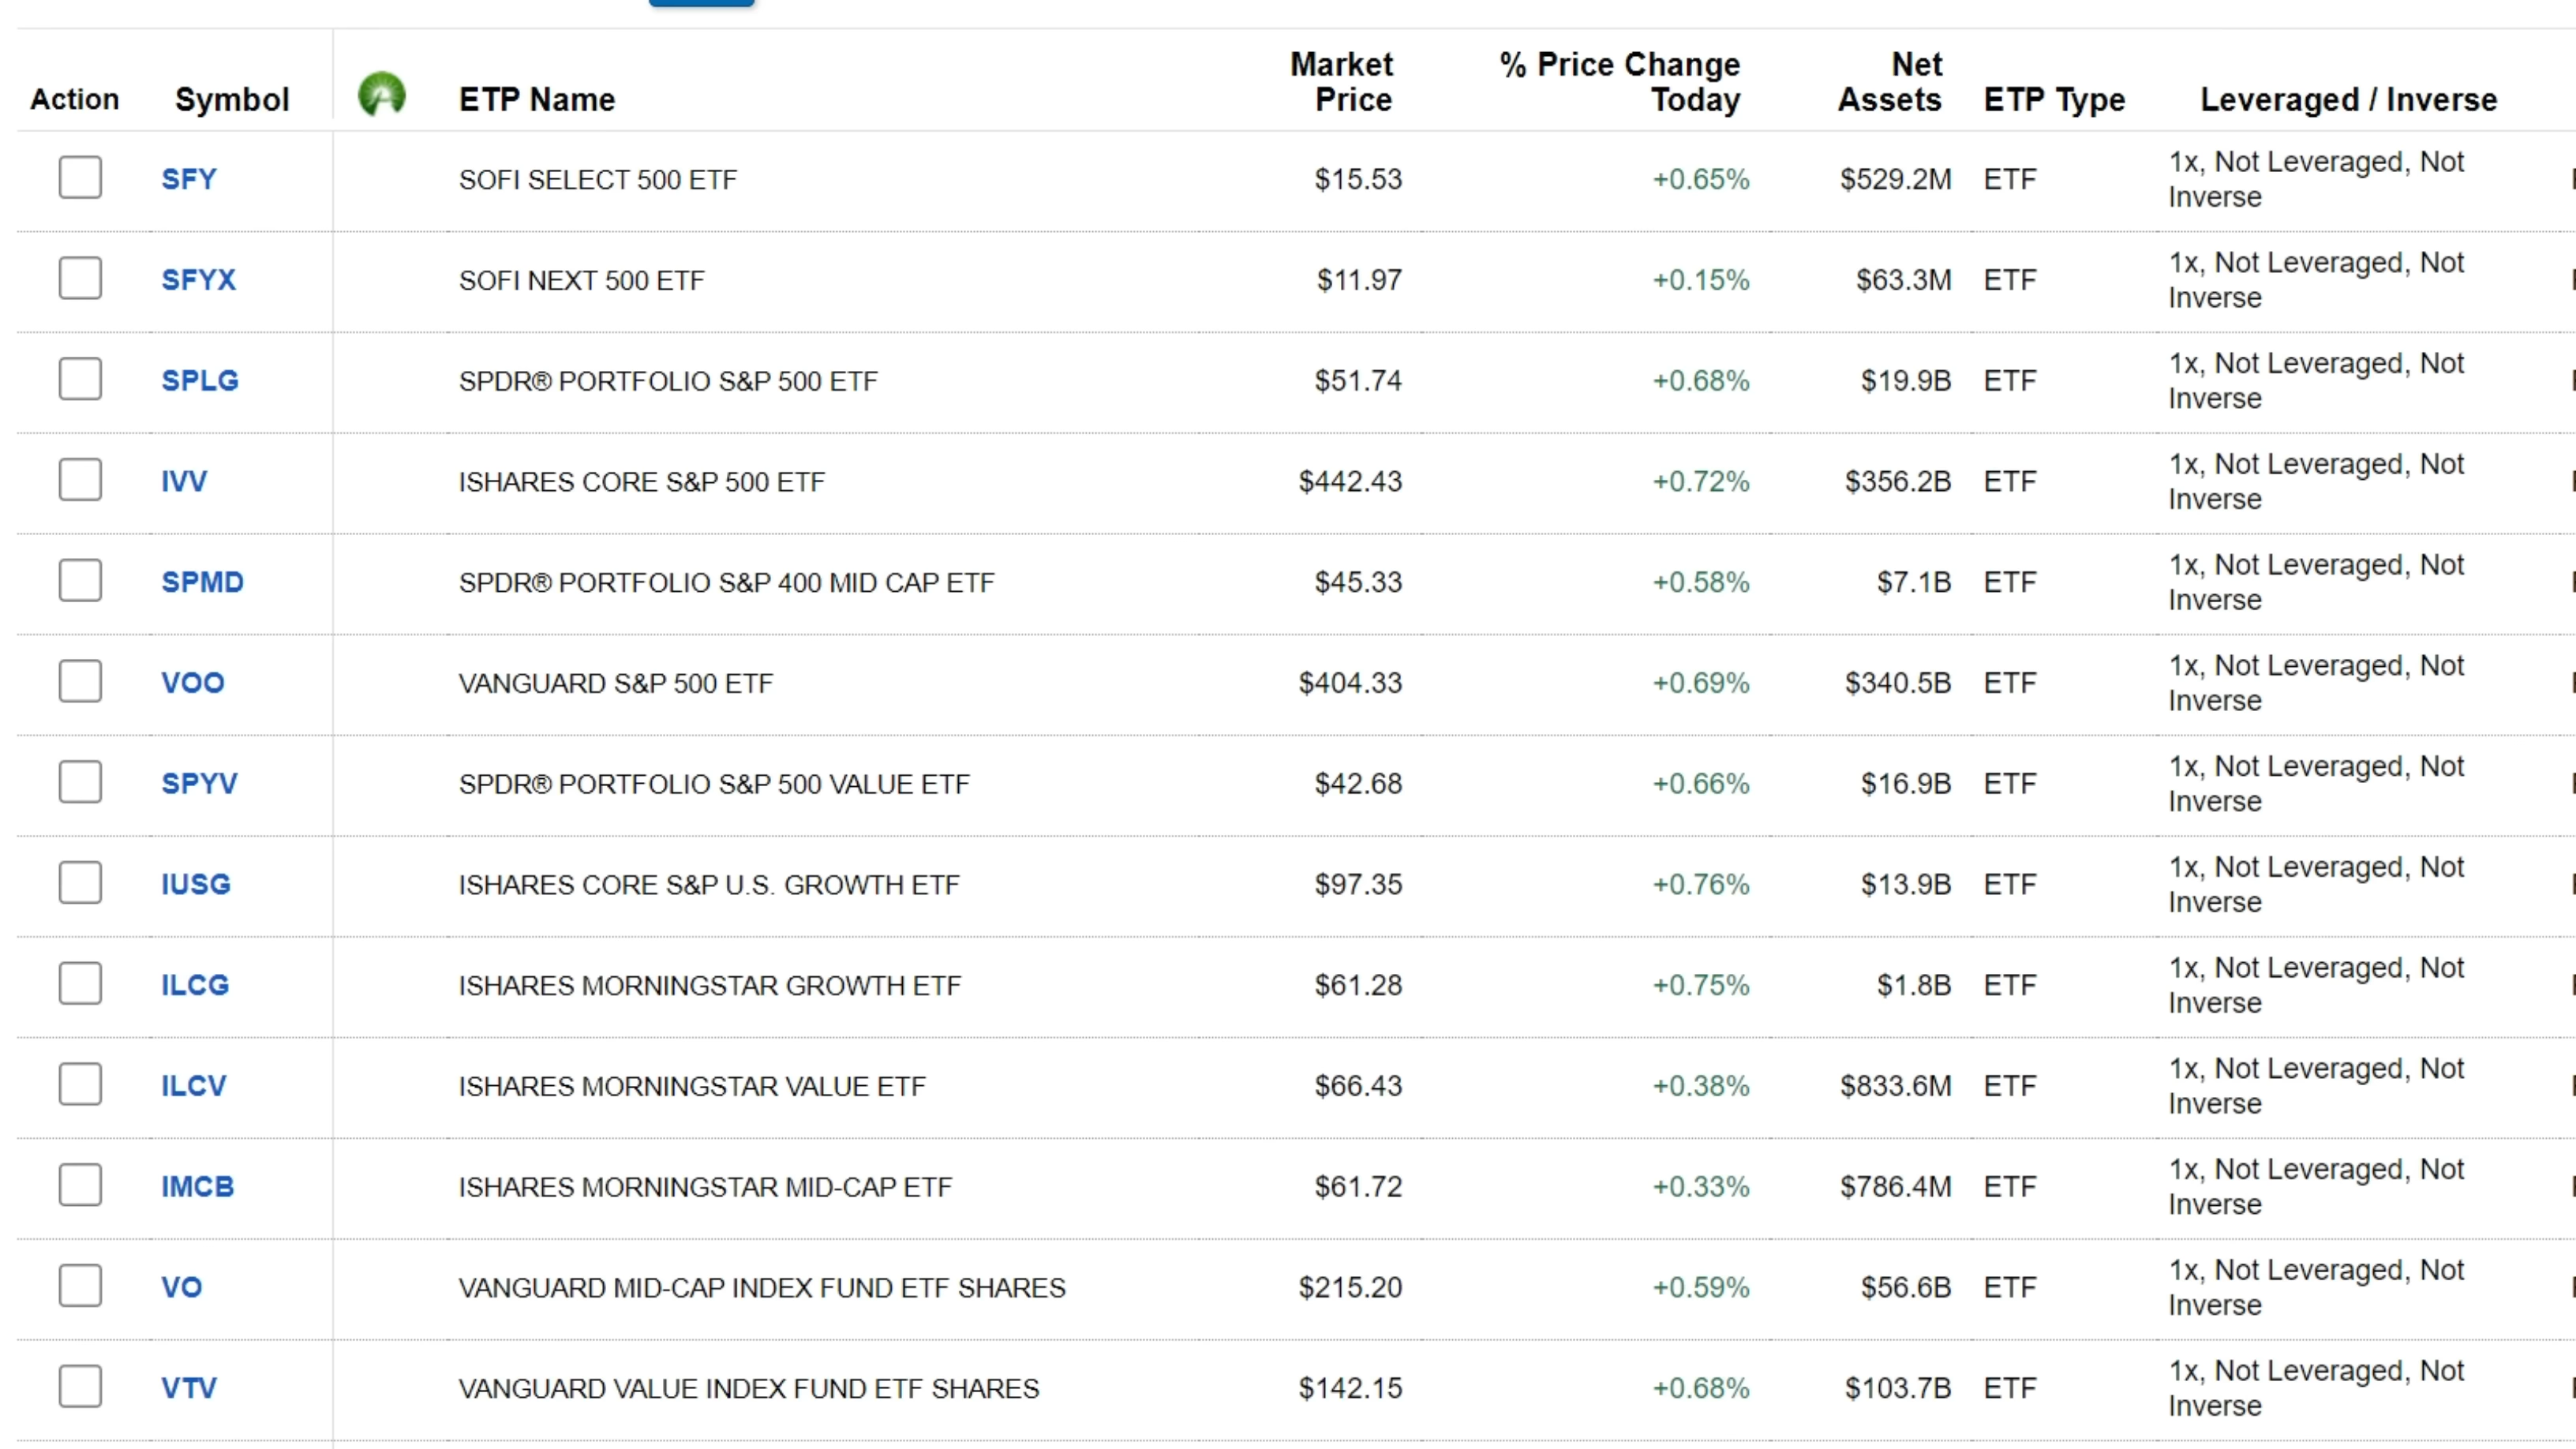 Action Symbol ETP Name Market Price % Price Change Today Net Assets ETP Type Leveraged / Inverse
SFY SOFI SELECT 500 ETF $15.53 +0.65% $529.2M ETF 1x, Not Leveraged, Not Inverse
SFYX SOFI NEXT 500 ETF $11.97 +0.15% $63.3M ETF 1x, Not Leveraged, Not Inverse
SPLG SPDR® PORTFOLIO S&P 500 ETF $51.74 +0.68% $19.9B ETF 1x, Not Leveraged, Not Inverse
IVV ISHARES CORE S&P 500 ETF $442.43 +0.72% $356.2B ETF 1x, Not Leveraged, Not Inverse
SPMD SPDR® PORTFOLIO S&P 400 MID CAP ETF $45.33 +0.58% $7.1B ETF 1x, Not Leveraged, Not Inverse
VOO VANGUARD S&P 500 ETF $404.33 +0.69% $340.5B ETF 1x, Not Leveraged, Not Inverse
SPYV SPDR® PORTFOLIO S&P 500 VALUE ETF $42.68 +0.66% $16.9B ETF 1x, Not Leveraged, Not Inverse
IUSG ISHARES CORE S&P U.S. GROWTH ETF $97.35 +0.76% $13.9B ETF 1x, Not Leveraged, Not Inverse
ILCG ISHARES MORNINGSTAR GROWTH ETF $61.28 +0.75% $1.8B ETF 1x, Not Leveraged, Not Inverse
ILCV ISHARES MORNINGSTAR VALUE ETF $66.43 +0.38% $833.6M ETF 1x, Not Leveraged, Not Inverse
IMCB ISHARES MORNINGSTAR MID-CAP ETF $61.72 +0.33% $786.4M ETF 1x, Not Leveraged, Not Inverse
VO VANGUARD MID-CAP INDEX FUND ETF SHARES $215.20 +0.59% $56.6B ETF 1x, Not Leveraged, Not Inverse
VTV VANGUARD VALUE INDEX FUND ETF SHARES $142.15 +0.68% $103.7B ETF 1x, Not Leveraged, Not Inverse